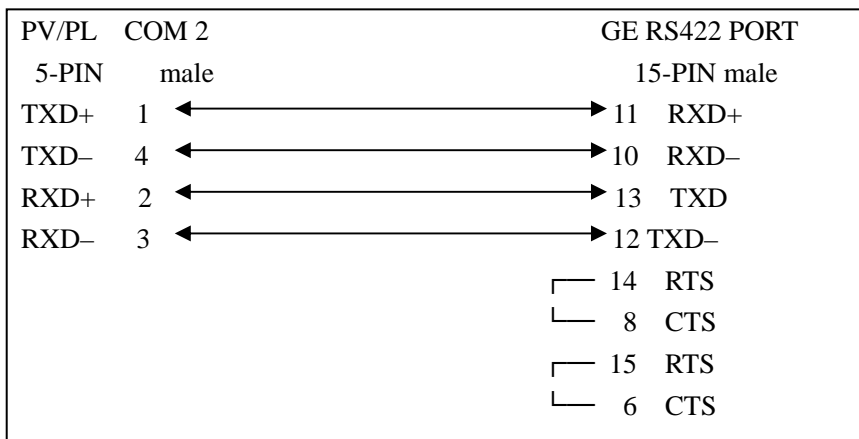 PV/PL COM 2 GE RS422 PORT
5-PIN male 15-PIN male
TXD+ 1 11 RXD+
TXD– 4 10 RXD–
RXD+ 2 13 TXD
RXD– 3 12 TXD–
14 RTS
8 CTS
15 RTS
6 CTS